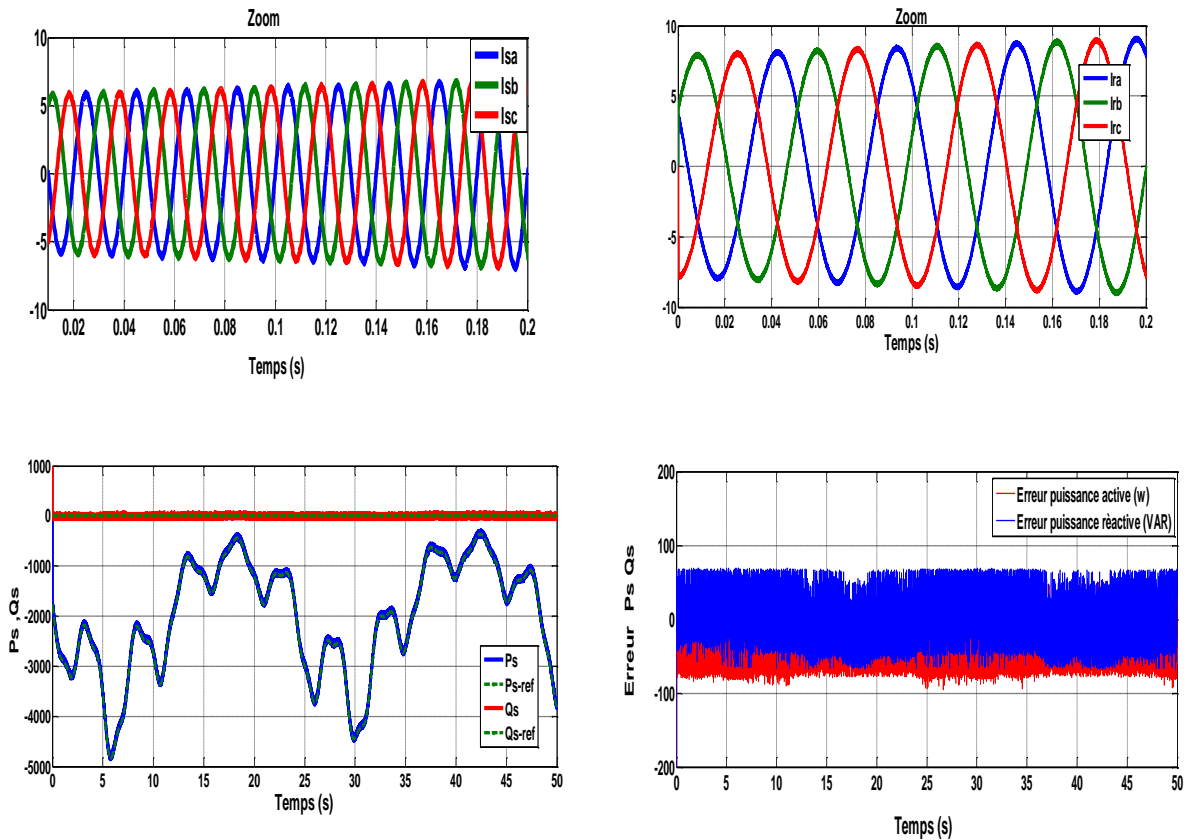 Zoom
10
5
0
-5
-10
0.02 0.04 0.06 0.08 0.1 0.12 0.14 0.16 0.18 0.2
Temps (s)
Isa
Isb
Isc
Zoom
10
5
0
-5
-10
0 0.02 0.04 0.06 0.08 0.1 0.12 0.14 0.16 0.18 0.2
Temps (s)
Ira
Irb
Irc
Ps ,Qs
1000
0
-1000
-2000
-3000
-4000
-5000
0 5 10 15 20 25 30 35 40 45 50
Temps (s)
Ps
Ps-ref
Qs
Qs-ref
Erreur Ps Qs
200
100
0
-100
-200
0 5 10 15 20 25 30 35 40 45 50
Temps (s)
Erreur puissance active (w)
Erreur puissance rèactive (VAR)